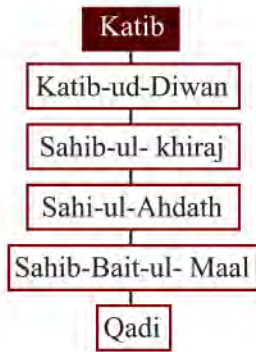 Katib
Katib-ud-Diwan
Sahib-ul- khiraj
Sahi-ul-Ahdath
Sahib-Bait-ul- Maal
Qadi